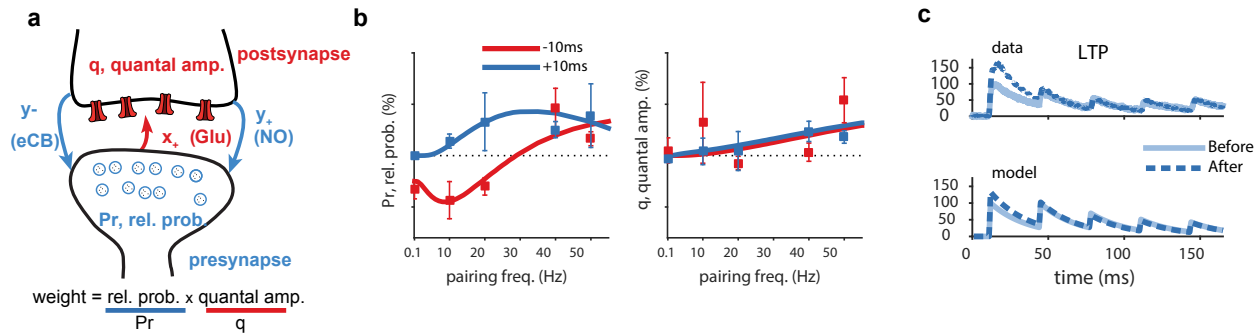 a
postsynapse
q, quantal amp.
y-
(eCB)
x+ (Glu)
y+
(NO)
Pr, rel. prob.
presynapse
weight = rel. prob. x quantal amp.
Pr
q
b
-10ms
+10ms
Pr, rel. prob. (%)
0.1 10 20 30 40 50
pairing freq. (Hz)
q, quantal amp. (%)
0.1 10 20 30 40 50
pairing freq. (Hz)
c
data
LTP
150
100
50
0
Before
After
model
150
100
50
0
0 50 100 150
time (ms)